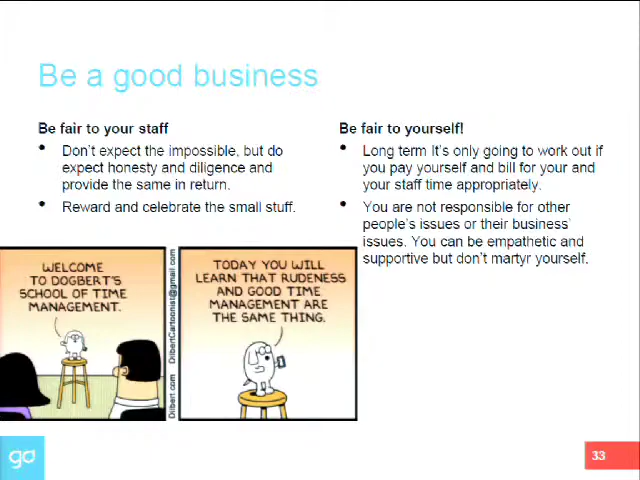 Be a good business
Be fair to your staff
• Don't expect the impossible, but do
expect honesty and diligence and
provide the same in return.
• Reward and celebrate the small stuff.
Be fair to yourself!
• Long term It's only going to work out if
you pay yourself and bill for your and
your staff time appropriately.
• You are not responsible for other
people's issues or their business'
issues. You can be empathetic and
supportive but don't martyr yourself.
WELCOME
TO DOGBERT'S
SCHOOL OF TIME
MANAGEMENT.
Dilbert.com DilbertCartoonist@gmail.com
TODAY YOU WILL
LEARN THAT RUDENESS
AND GOOD TIME
MANAGEMENT ARE
THE SAME THING.
go
33